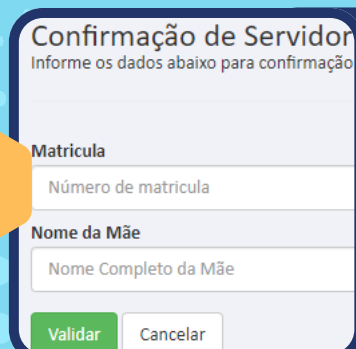 Confirmação de Servidor
Informe os dados abaixo para confirmação
Matricula
Número de matricula
Nome da Mãe
Nome Completo da Mãe
Validar Cancelar